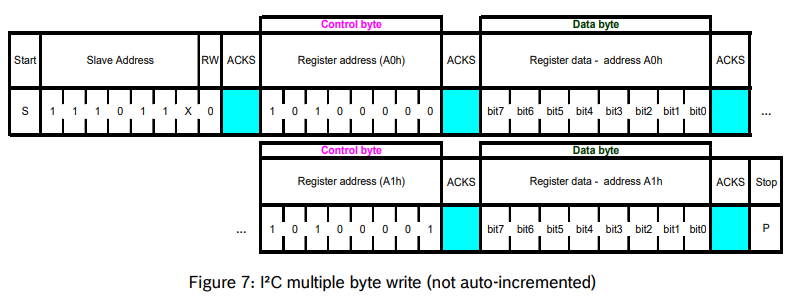 Control byte Data byte
Start Slave Address RW ACKS Register address (A0h) ACKS Register data - address A0h ACKS
S 1 1 1 0 1 1 X 0 1 0 1 0 0 0 0 0 bit7 bit6 bit5 bit4 bit3 bit2 bit1 bit0 ...
Control byte Data byte
Register address (A1h) ACKS Register data - address A1h ACKS Stop
... 1 0 1 0 0 0 0 1 bit7 bit6 bit5 bit4 bit3 bit2 bit1 bit0 P
Figure 7: I²C multiple byte write (not auto-incremented)